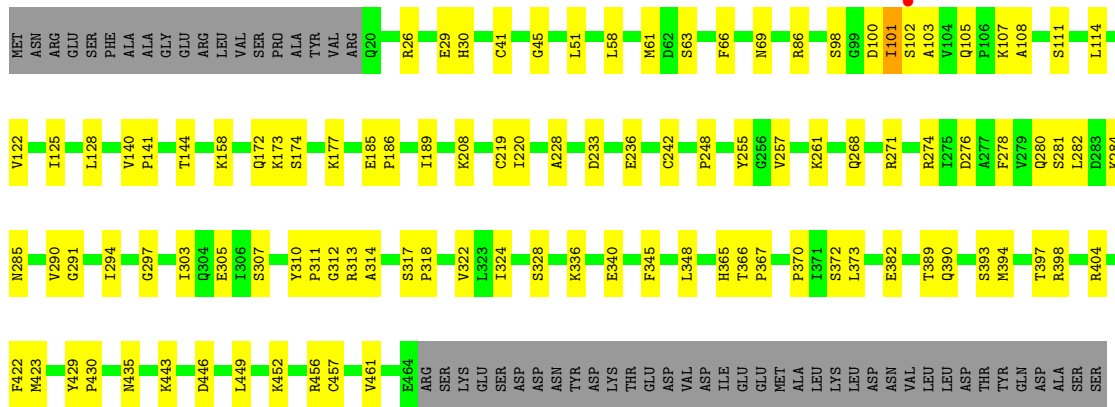 MET ASN ARG GLU SER PHE ALA ALA GLY GLU ARG LEU VAL SER PRO ALA TYR VAL ARG Q20 R26 E29 H30 C41 G45 L51 L58 M61 D62 S63 F66 N69 R86 S98 G99 D100 I101 S102 A103 V104 Q105 P106 K107 A108 S111 L114
V122 I125 L128 V140 P141 T144 K158 Q172 K173 S174 K177 E185 P186 I189 K208 C219 I220 A228 D233 E236 C242 P248 Y255 G256 V257 K261 Q268 R271 R274 I275 D276 A277 F278 V279 Q280 S281 L282 D283 K284
N285 V290 G291 I294 G297 I303 Q304 E305 I306 S307 Y310 P311 G312 R313 A314 S317 P318 V322 L323 I324 S328 K336 E340 F345 L348 H365 T366 P367 P370 I371 S372 L373 E382 T389 Q390 S393 M394 T397 R398 R404
F422 M423 Y429 P430 N435 K443 D446 L449 K452 R456 C457 V461 E464 ARG SER LYS GLU SER ASP ASP ASN TYR ASP LYS THR GLU ASP VAL ASP ILE GLU GLU MET ALA LEU LYS LEU ASP ASN VAL LEU LEU ASP THR TYR GLN ASP ALA SER SER